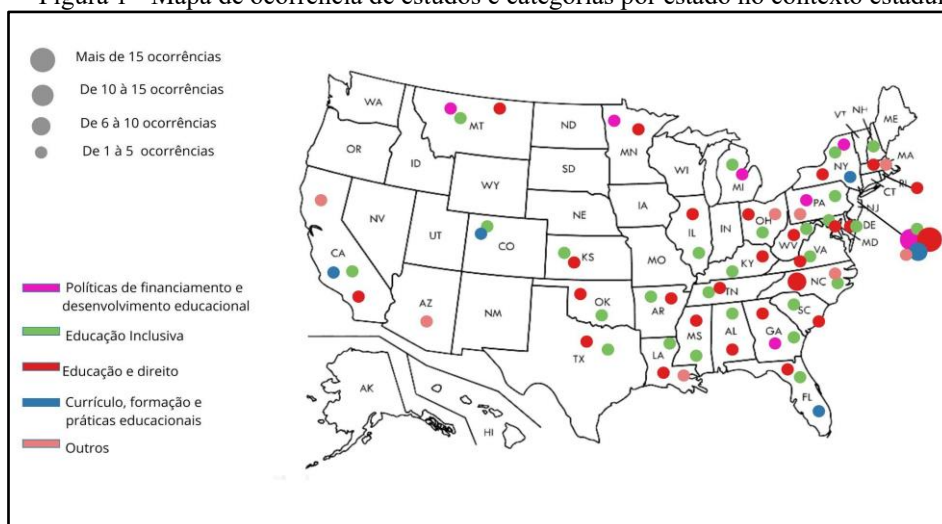 Figura 1 - Mapa de ocorrência de estudos e categorias por estado no contexto estadun
Mais de 15 ocorrências
De 10 à 15 ocorrências
De 6 à 10 ocorrências
De 1 à 5 ocorrências
Políticas de financiamento e
desenvolvimento educacional
Educação Inclusiva
Educação e direito
Currículo, formação e
práticas educacionais
Outros
WA
OR
ID
MT
WY
NV
UT
CO
CA
AZ
NM
ND
SD
NE
KS
OK
TX
MN
IA
MO
AR
LA
WI
IL
IN
MI
OH
KY
TN
MS
AL
GA
FL
SC
NC
VA
WV
PA
NY
VT
NH
ME
MA
RI
CT
NJ
DE
MD
AK
HI